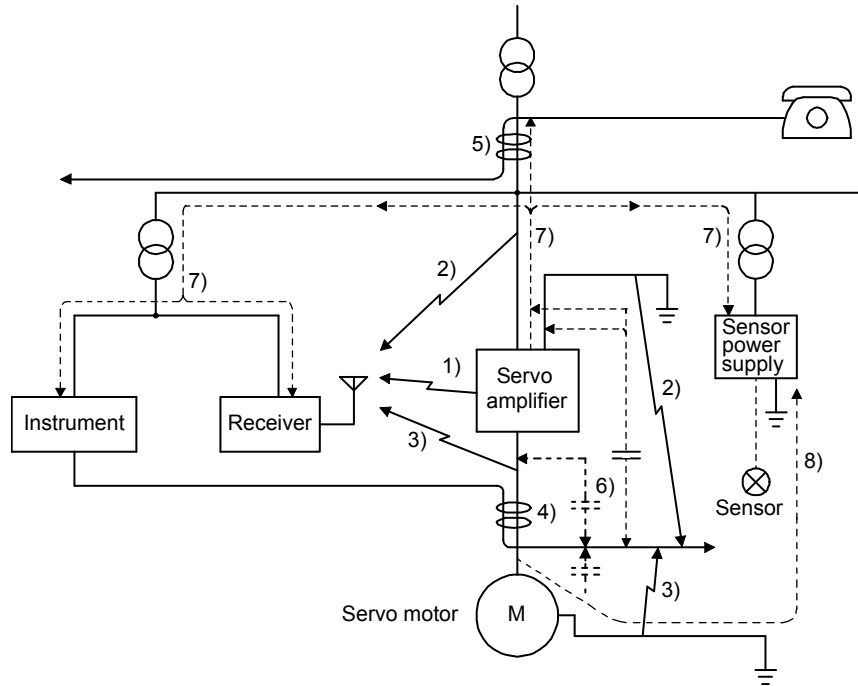 5)
7)
2)
7)
7)
Sensor
power
supply
1)
Servo
amplifier
2)
Instrument
Receiver
3)
8)
6)
Sensor
4)
3)
Servo motor
M